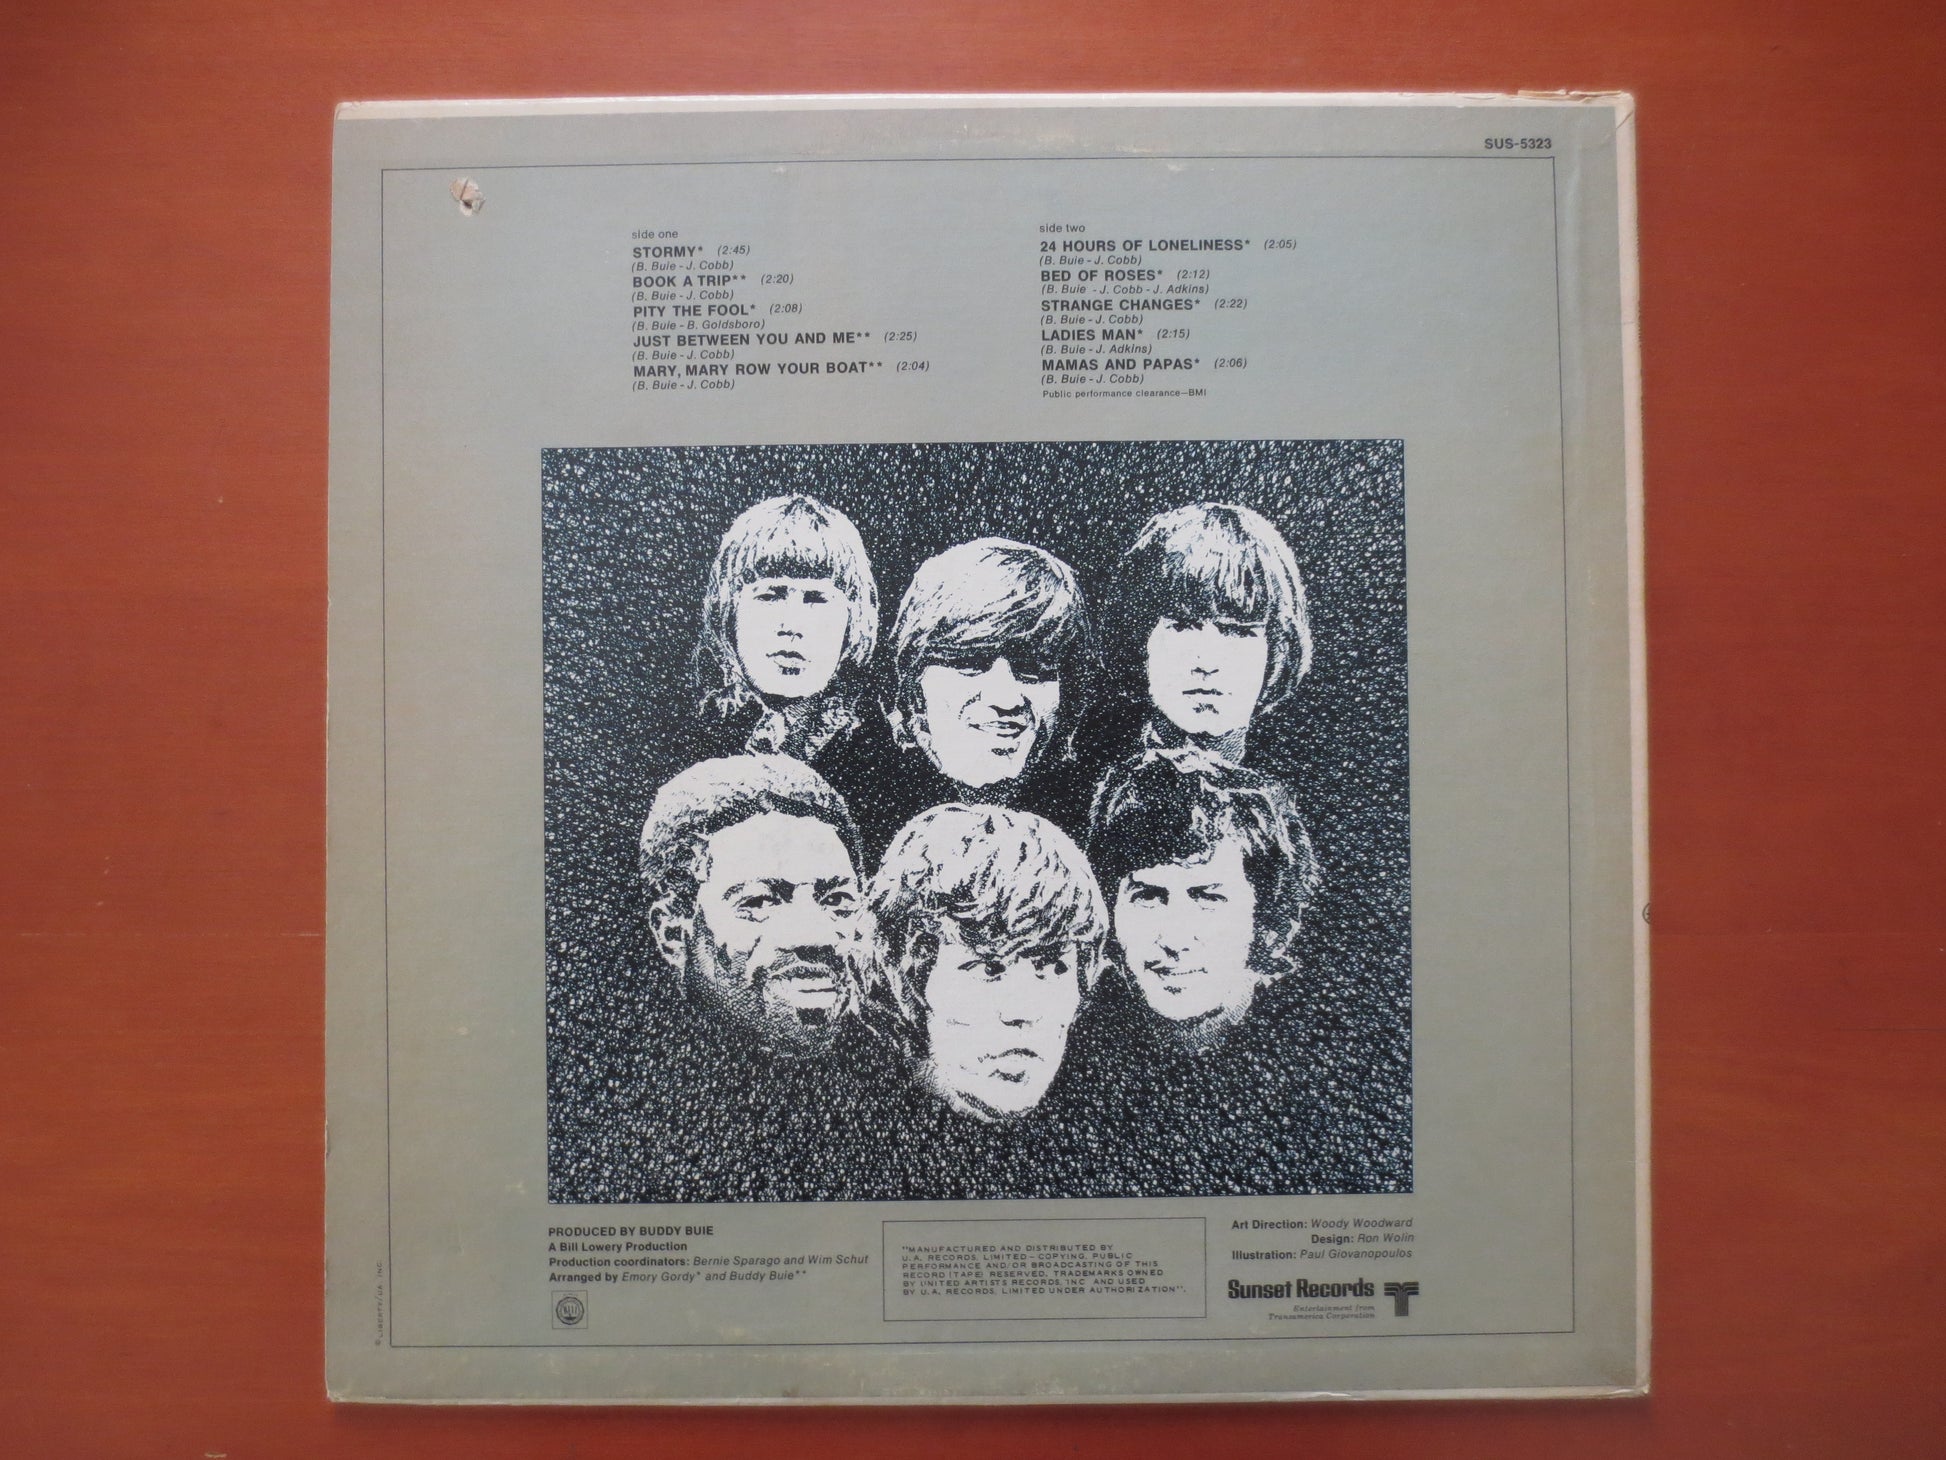 SUS-5323
side one
STORMY* (2:45)
(B. Buie - J. Cobb)
BOOK A TRIP** (2:20)
(B. Buie - J. Cobb)
PITY THE FOOL* (2:08)
(B. Buie - B. Goldsboro)
JUST BETWEEN YOU AND ME** (2:25)
(B. Buie - J. Cobb)
MARY, MARY ROW YOUR BOAT** (2:04)
(B. Buie - J. Cobb)
side two
24 HOURS OF LONELINESS* (2:05)
(B. Buie - J. Cobb)
BED OF ROSES* (2:12)
(B. Buie - J. Cobb - J. Adkins)
STRANGE CHANGES* (2:22)
(B. Buie - J. Cobb)
LADIES MAN* (2:15)
(B. Buie - J. Adkins)
MAMAS AND PAPAS* (2:06)
(B. Buie - J. Cobb)
Public performance clearance—BMI
PRODUCED BY BUDDY BUIE
A Bill Lowery Production
Production coordinators: Bernie Sparago and Wim Schut
Arranged by Emory Gordy* and Buddy Buie**
"MANUFACTURED AND DISTRIBUTED BY
U.A. RECORDS, LIMITED – COPYING, PUBLIC
PERFORMANCE AND/OR BROADCASTING OF THIS
RECORD (TAPE) RESERVED. TRADEMARKS OWNED
BY UNITED ARTISTS RECORDS, INC. AND USED
BY U.A. RECORDS, LIMITED UNDER AUTHORIZATION".
Art Direction: Woody Woodward
Design: Ron Wolin
Illustration: Paul Giovanopoulos
Sunset Records
Entertainment from
Transamerica Corporation
© LIBERTY/UA, INC.